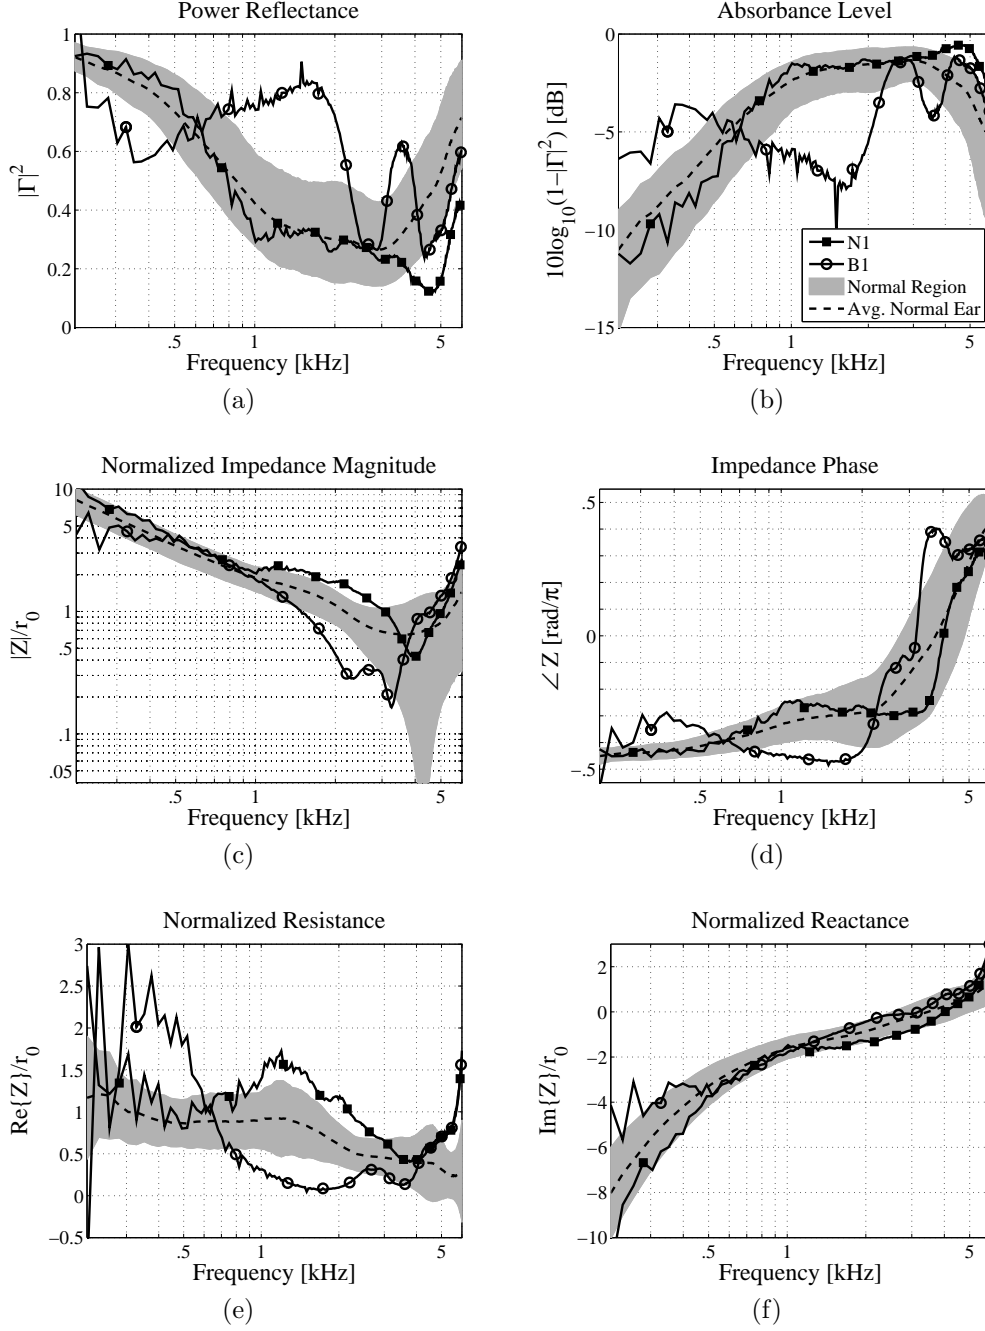 Power Reflectance
|Γ|²
1
0.8
0.6
0.4
0.2
0
.5 1 5
Frequency [kHz]
(a)
Absorbance Level
10log₁₀(1−|Γ|²) [dB]
0
−5
−10
−15
N1
B1
Normal Region
Avg. Normal Ear
.5 1 5
Frequency [kHz]
(b)
Normalized Impedance Magnitude
|Z|/r₀
10
5
1
.5
.1
.05
.5 1 5
Frequency [kHz]
(c)
Impedance Phase
∠ Z [rad/π]
.5
0
−.5
.5 1 5
Frequency [kHz]
(d)
Normalized Resistance
Re{Z}/r₀
3
2.5
2
1.5
1
0.5
0
−0.5
.5 1 5
Frequency [kHz]
(e)
Normalized Reactance
Im{Z}/r₀
2
0
−2
−4
−6
−8
−10
.5 1 5
Frequency [kHz]
(f)